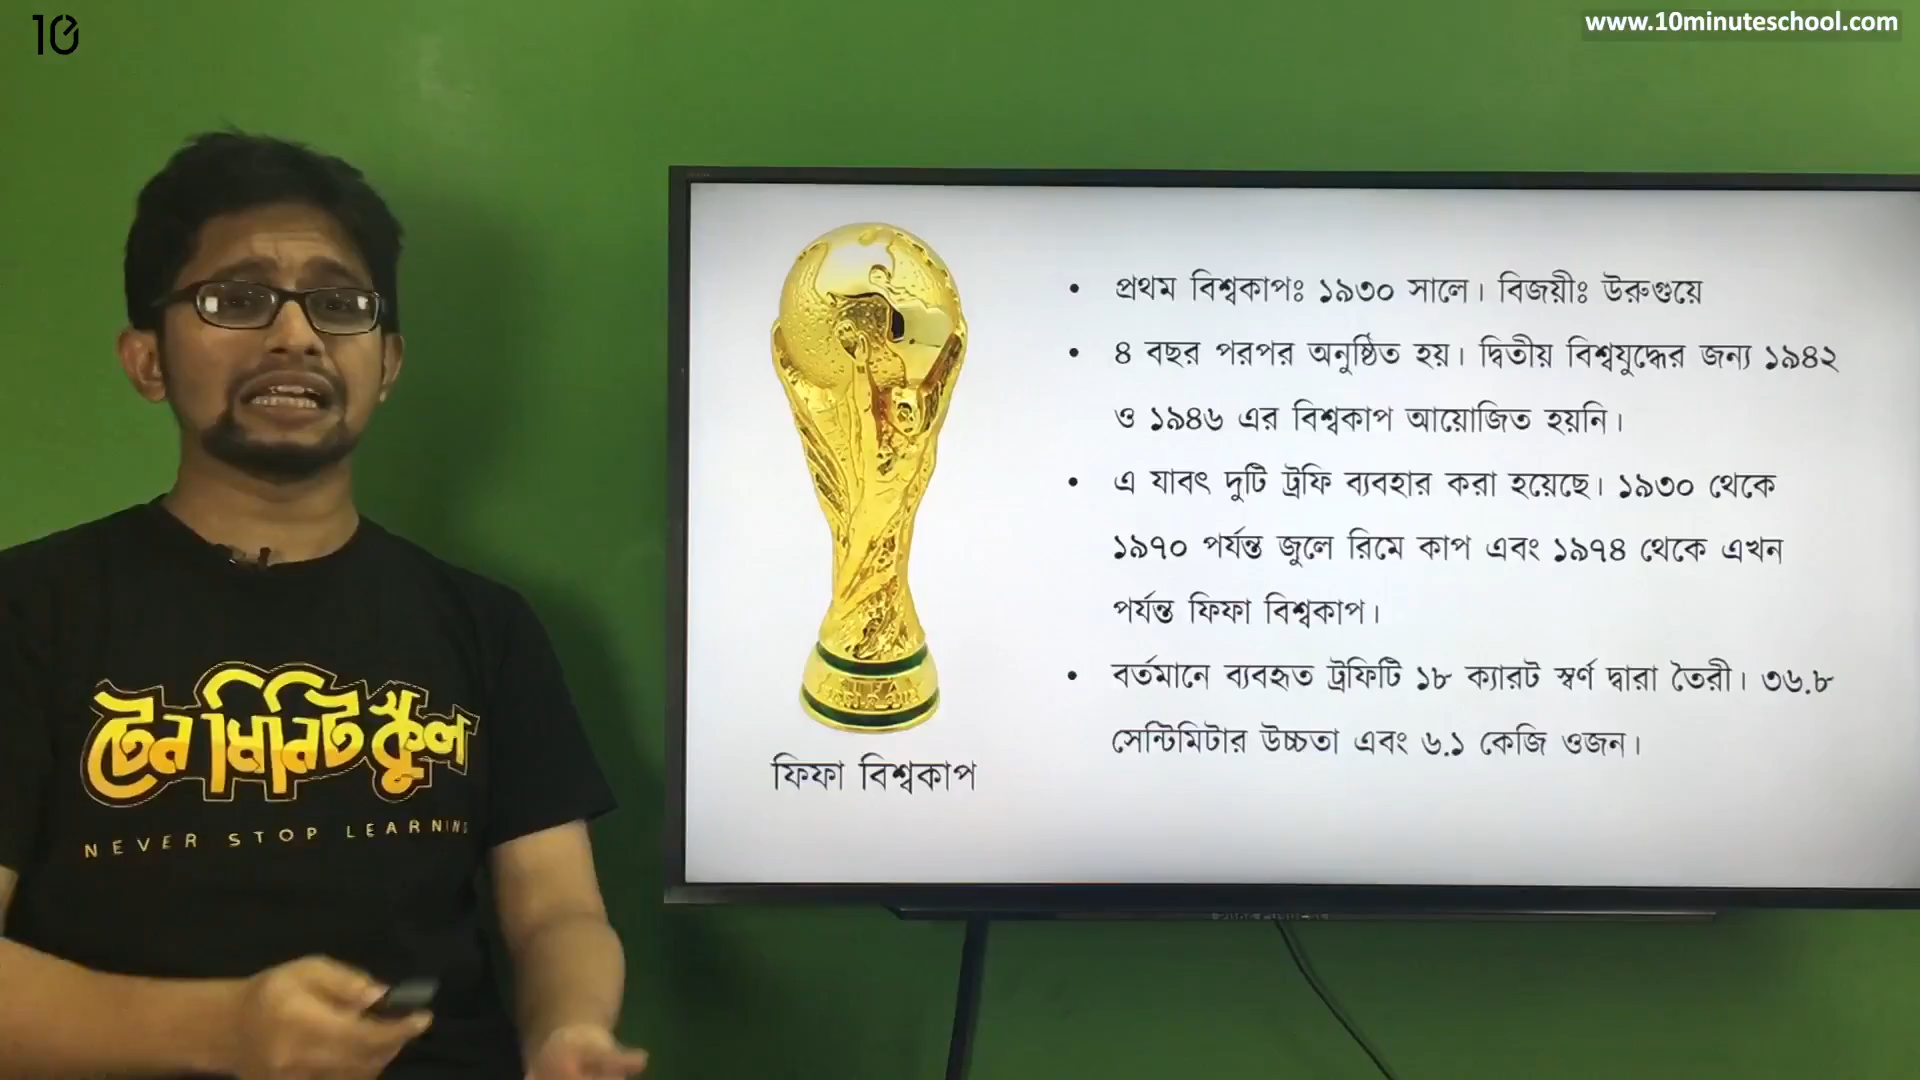 10
www.10minuteschool.com
প্রথম বিশ্বকাপঃ ১৯৩০ সালে। বিজয়ীঃ উরুগুয়ে
৪ বছর পরপর অনুষ্ঠিত হয়। দ্বিতীয় বিশ্বযুদ্ধের জন্য ১৯৪২
ও ১৯৪৬ এর বিশ্বকাপ আয়োজিত হয়নি।
এ যাবৎ দুটি ট্রফি ব্যবহার করা হয়েছে। ১৯৩০ থেকে
১৯৭০ পর্যন্ত জুলে রিমে কাপ এবং ১৯৭৪ থেকে এখন
পর্যন্ত ফিফা বিশ্বকাপ।
বর্তমানে ব্যবহৃত ট্রফিটি ১৮ ক্যারট স্বর্ণ দ্বারা তৈরী। ৩৬.৮
সেন্টিমিটার উচ্চতা এবং ৬.১ কেজি ওজন।
ফিফা বিশ্বকাপ
টেন মিনিট স্কুল
NEVER STOP LEARNING